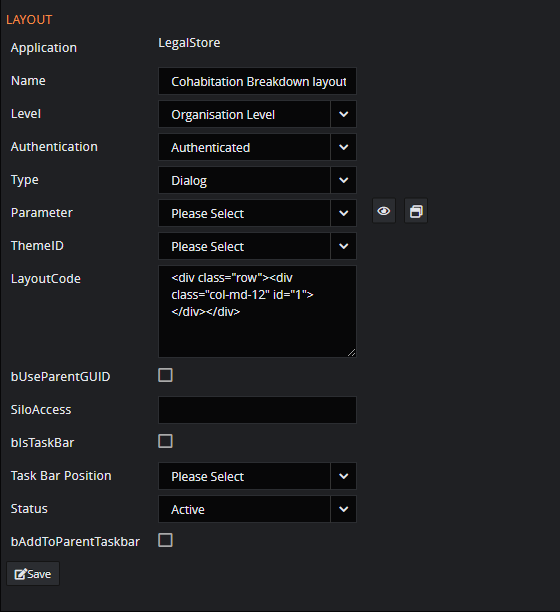 LAYOUT
Application LegalStore
Name Cohabitation Breakdown layout
Level Organisation Level
Authentication Authenticated
Type Dialog
Parameter Please Select
ThemeID Please Select
LayoutCode <div class="row"><div
class="col-md-12" id="1">
</div></div>
bUseParentGUID
SiloAccess
bIsTaskBar
Task Bar Position Please Select
Status Active
bAddToParentTaskbar
Save